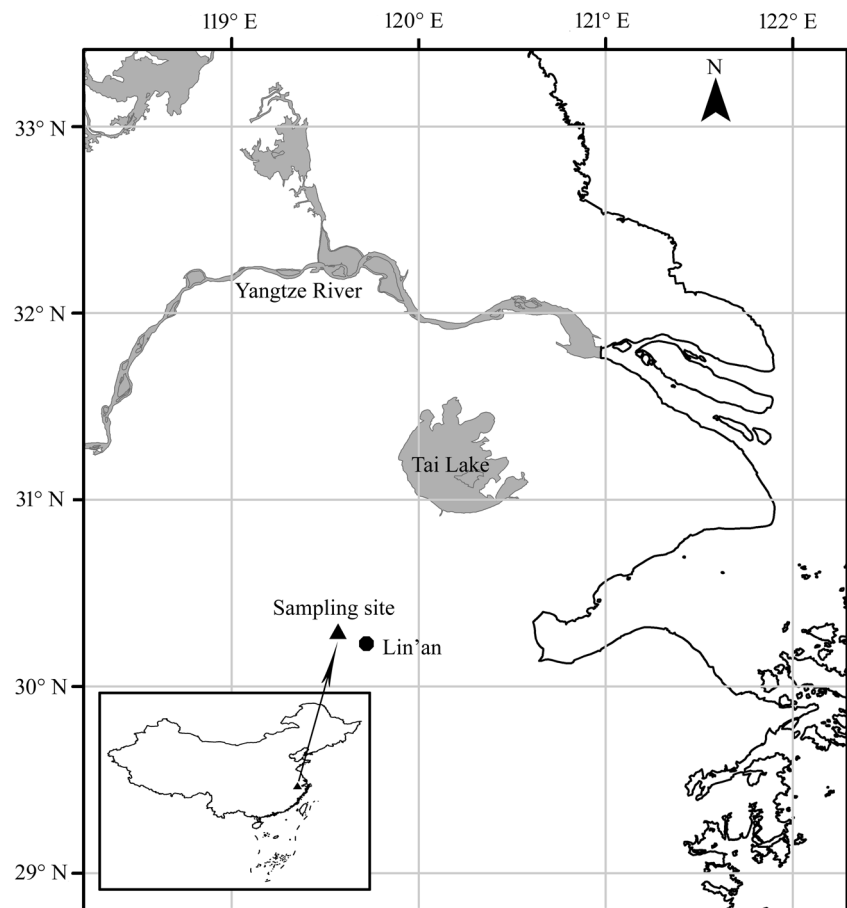 119° E 120° E 121° E 122° E
N
33° N
Yangtze River
32° N
Tai Lake
31° N
Sampling site
Lin’an
30° N
29° N